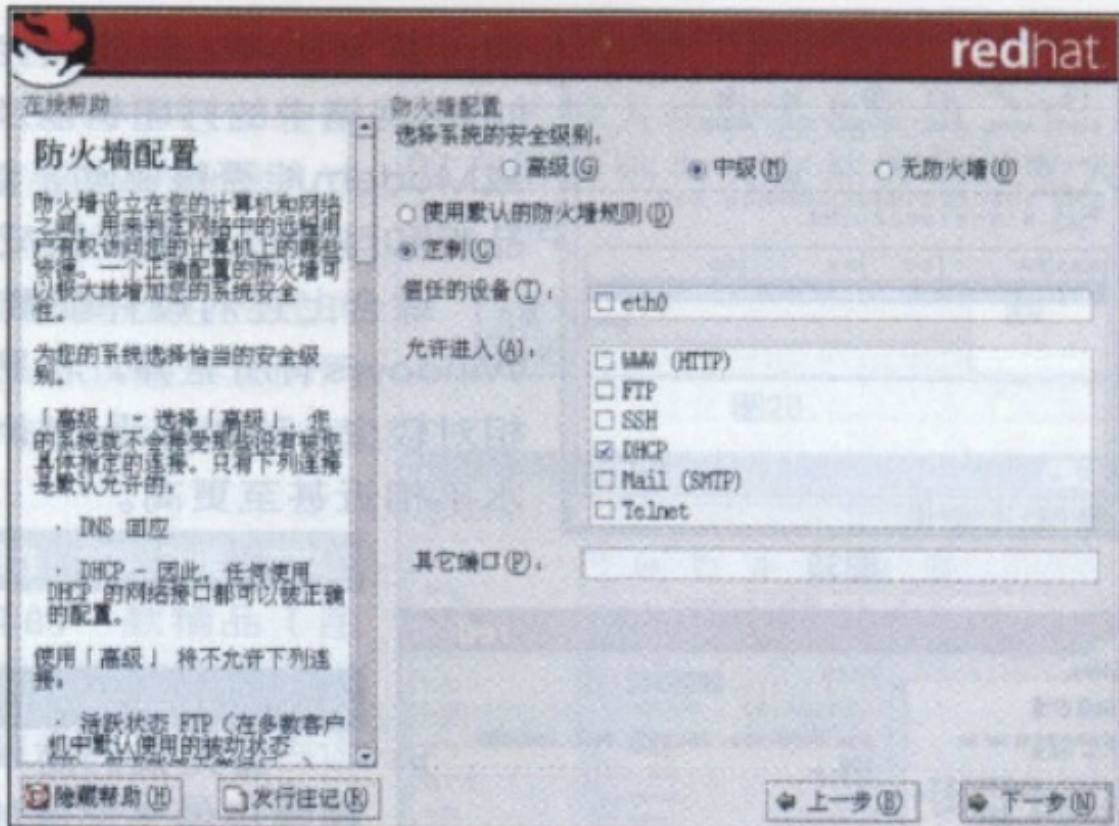 redhat
在线帮助
防火墙配置
防火墙设立在您的计算机和网络
之间，用来判定网络中的远程用
户有权访问您的计算机上的哪些
资源。一个正确配置的防火墙可
以极大地增加您的系统安全
性。
为您的系统选择恰当的安全级
别。
「高级」 - 选择「高级」，您
的系统就不会接受那些没有被您
具体指定的连接。只有下列连接
是默认允许的：
· DNS 回应
· DHCP - 因此，任何使用
DHCP 的网络接口都可以被正确
的配置。
使用「高级」 将不允许下列连
接：
· 活跃状态 FTP（在多数客户
机中默认使用的被动状态
隐藏帮助(H)
发行注记(R)
防火墙配置
选择系统的安全级别：
高级(G) 中级(M) 无防火墙(O)
使用默认的防火墙规则(D)
定制(C)
信任的设备(T)：
eth0
允许进入(A)：
WWW (HTTP)
FTP
SSH
DHCP
Mail (SMTP)
Telnet
其它端口(P)：
上一步(B)
下一步(N)